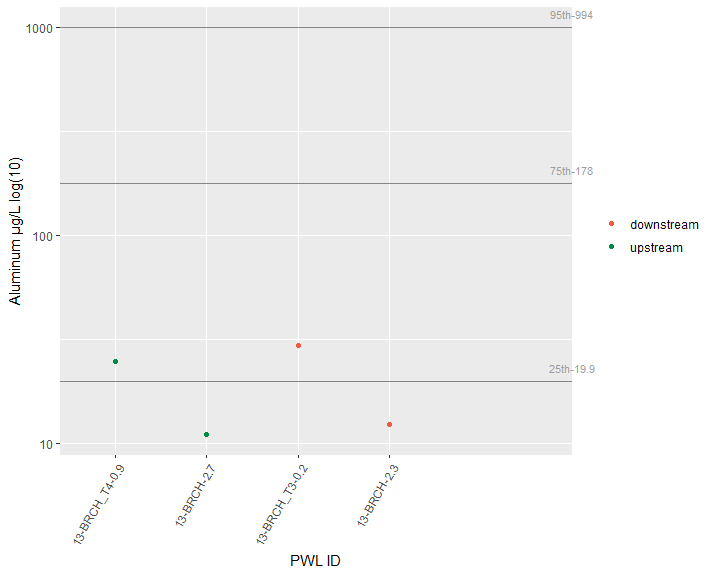 95th-994
1000
75th-178
100
25th-19.9
10
Aluminum µg/L log(10)
downstream
upstream
13-BRCH_T4-0.9
13-BRCH-2.7
13-BRCH_T3-0.2
13-BRCH-2.3
PWL ID